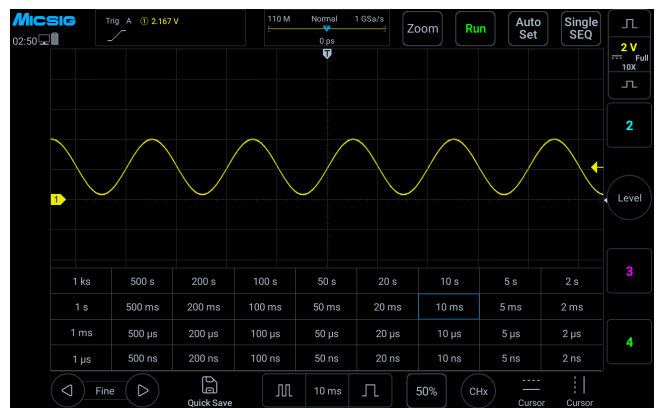 MICSIG
Trig A ① 2.167 V
110 M Normal 1 GSa/s
0 ps
T
Zoom
Run
Auto
Set
Single
SEQ
02:50
2 V
Full
10X
2
Level
3
4
1
1 ks 500 s 200 s 100 s 50 s 20 s 10 s 5 s 2 s
1 s 500 ms 200 ms 100 ms 50 ms 20 ms 10 ms 5 ms 2 ms
1 ms 500 µs 200 µs 100 µs 50 µs 20 µs 10 µs 5 µs 2 µs
1 µs 500 ns 200 ns 100 ns 50 ns 20 ns 10 ns 5 ns 2 ns
Fine
Quick Save
10 ms
50%
CHx
Cursor
Cursor